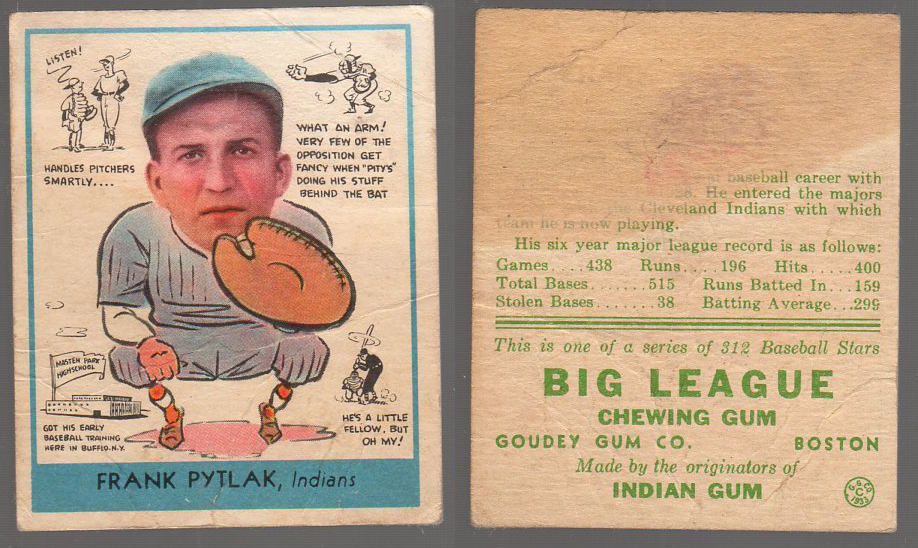 LISTEN!
HANDLES PITCHERS
SMARTLY....
WHAT AN ARM!
VERY FEW OF THE
OPPOSITION GET
FANCY WHEN "PITY'S"
DOING HIS STUFF
BEHIND THE BAT
MASTEN PARK
HIGHSCHOOL
GOT HIS EARLY
BASEBALL TRAINING
HERE IN BUFFLO.N.Y.
HE'S A LITTLE
FELLOW, BUT
OH MY!
FRANK PYTLAK, Indians
baseball career with
He entered the majors
the Cleveland Indians with which
team he is now playing.
His six year major league record is as follows:
Games....438 Runs....196 Hits.....400
Total Bases.......515 Runs Batted In...159
Stolen Bases.......38 Batting Average...299
This is one of a series of 312 Baseball Stars
BIG LEAGUE
CHEWING GUM
GOUDEY GUM CO. BOSTON
Made by the originators of
INDIAN GUM
G.G.CO.
C
1933